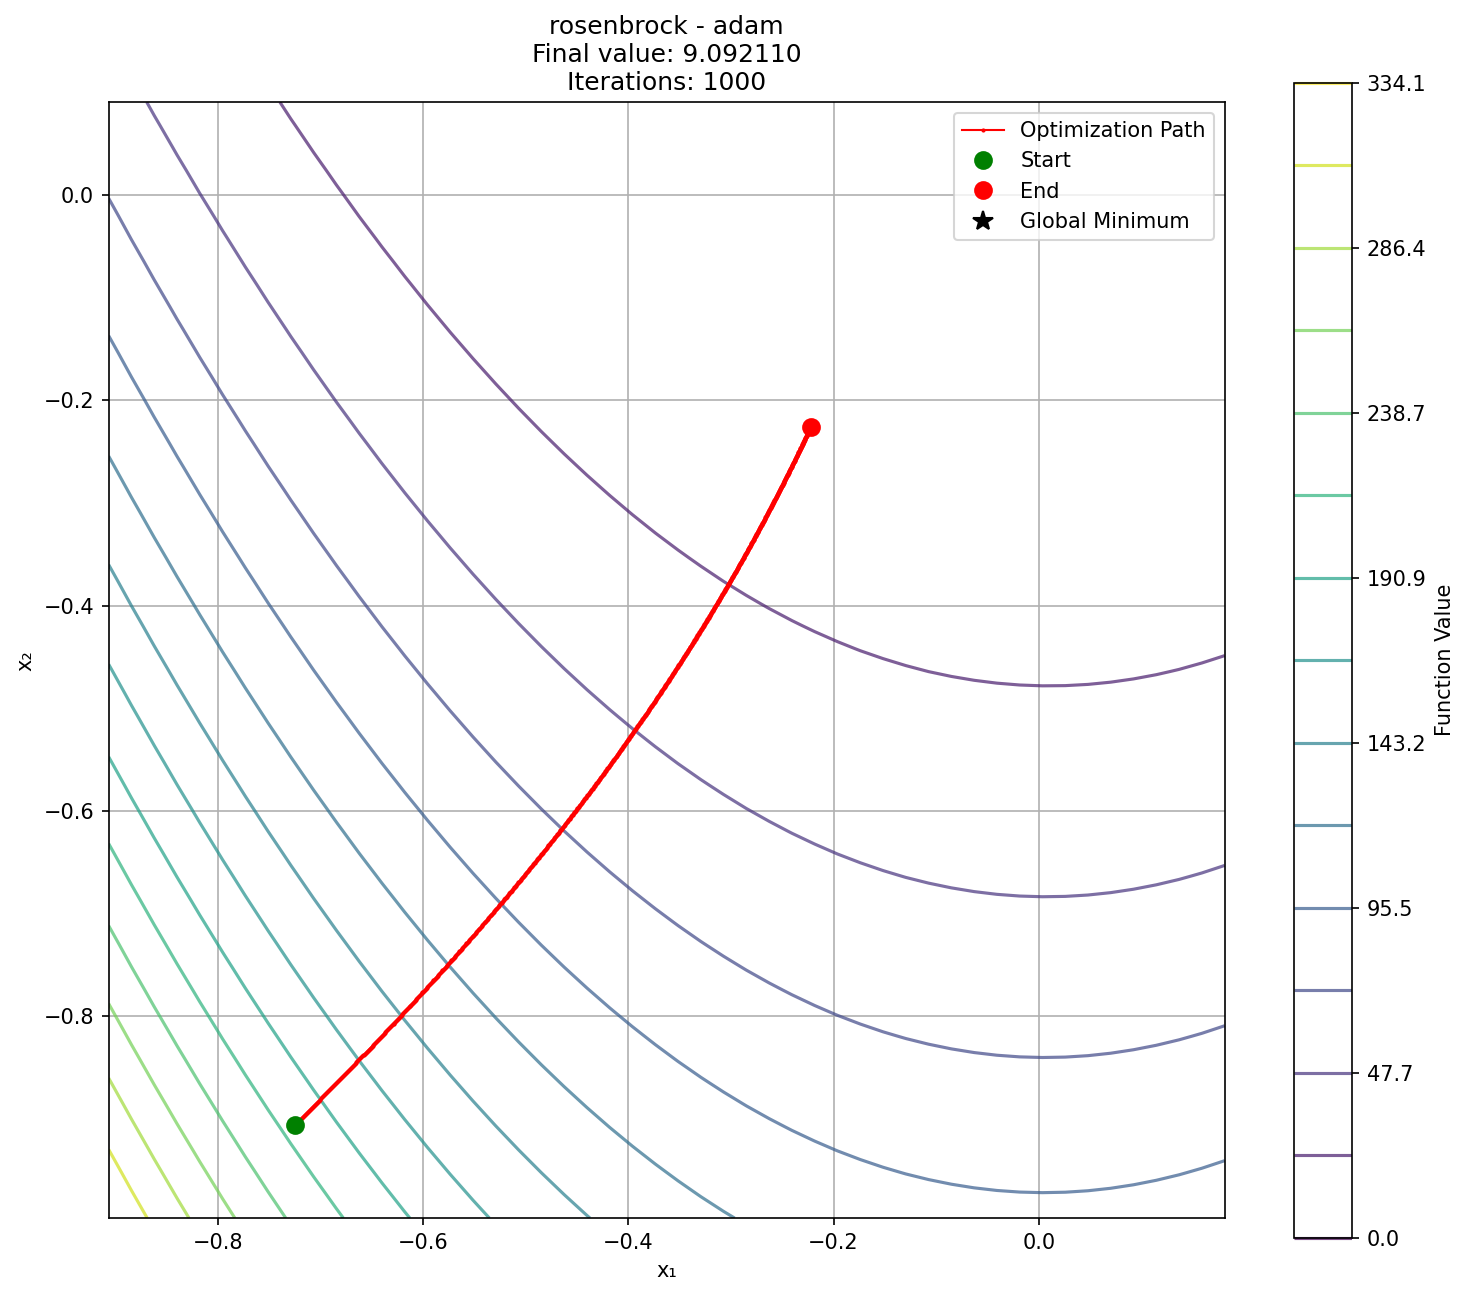 rosenbrock - adam
Final value: 9.092110
Iterations: 1000
Optimization Path
Start
End
Global Minimum
0.0
−0.2
−0.4
−0.6
−0.8
x₂
−0.8
−0.6
−0.4
−0.2
0.0
x₁
334.1
286.4
238.7
190.9
143.2
95.5
47.7
0.0
Function Value